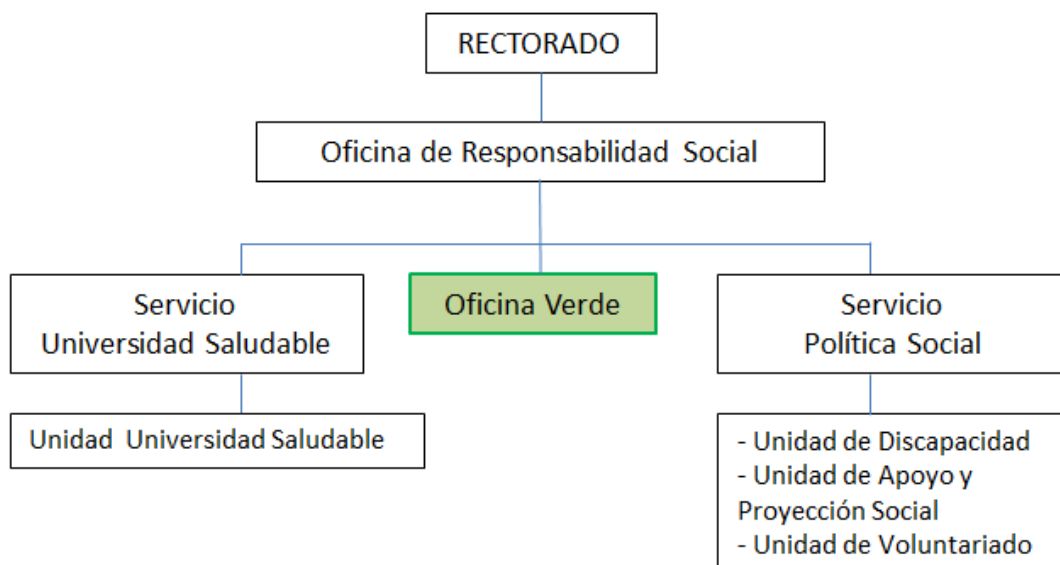 RECTORADO
Oficina de Responsabilidad Social
Servicio
Universidad Saludable
Oficina Verde
Servicio
Política Social
Unidad Universidad Saludable
- Unidad de Discapacidad
- Unidad de Apoyo y
Proyección Social
- Unidad de Voluntariado